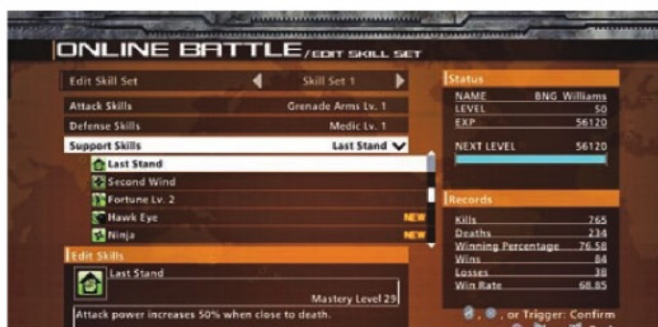 ONLINE BATTLE / EDIT SKILL SET
Edit Skill Set
Skill Set 1
Attack Skills
Grenade Arms Lv. 1
Defense Skills
Medic Lv. 1
Support Skills
Last Stand
Last Stand
Second Wind
Fortune Lv. 2
Hawk Eye
NEW
Ninja
NEW
Edit Skills
Last Stand
Mastery Level 29
Attack power increases 50% when close to death.
Status
NAME BNG Williams
LEVEL 50
EXP 56120
NEXT LEVEL 56120
Records
Kills 765
Deaths 234
Winning Percentage 76.58
Wins 84
Losses 38
Win Rate 68.85
, or Trigger: Confirm